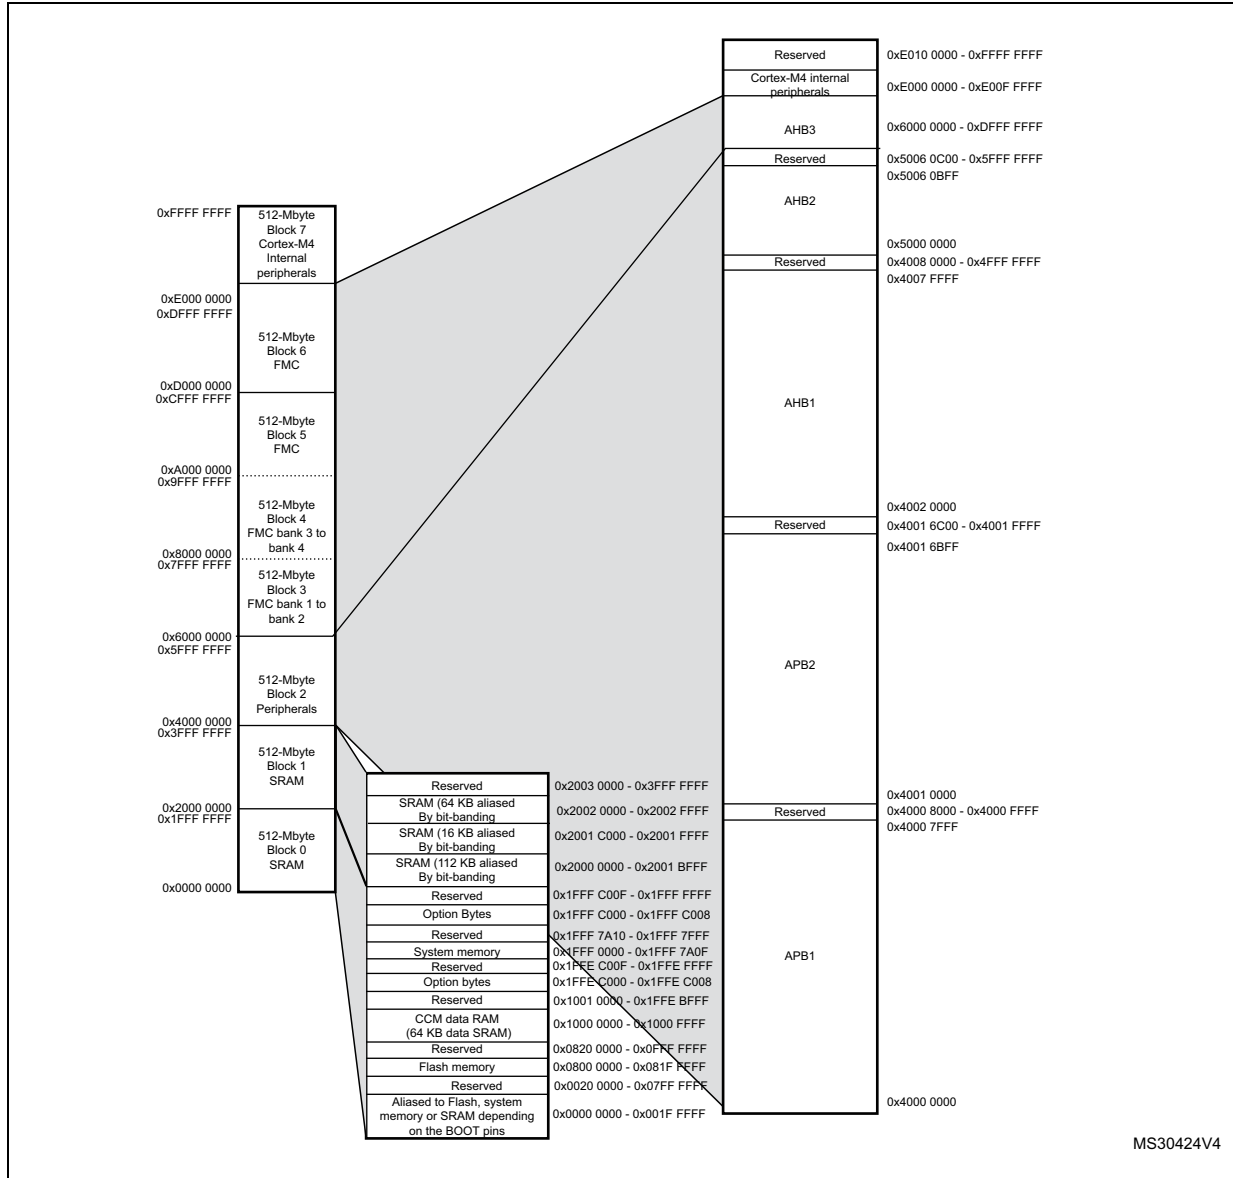 0xFFFF FFFF
512-Mbyte
Block 7
Cortex-M4
Internal
peripherals
0xE000 0000
0xDFFF FFFF
512-Mbyte
Block 6
FMC
0xD000 0000
0xCFFF FFFF
512-Mbyte
Block 5
FMC
0xA000 0000
0x9FFF FFFF
512-Mbyte
Block 4
FMC bank 3 to
bank 4
0x8000 0000
0x7FFF FFFF
512-Mbyte
Block 3
FMC bank 1 to
bank 2
0x6000 0000
0x5FFF FFFF
512-Mbyte
Block 2
Peripherals
0x4000 0000
0x3FFF FFFF
512-Mbyte
Block 1
SRAM
0x2000 0000
0x1FFF FFFF
512-Mbyte
Block 0
SRAM
0x0000 0000
Reserved 0x2003 0000 - 0x3FFF FFFF
SRAM (64 KB aliased
By bit-banding 0x2002 0000 - 0x2002 FFFF
SRAM (16 KB aliased
By bit-banding 0x2001 C000 - 0x2001 FFFF
SRAM (112 KB aliased
By bit-banding 0x2000 0000 - 0x2001 BFFF
Reserved 0x1FFF C00F - 0x1FFF FFFF
Option Bytes 0x1FFF C000 - 0x1FFF C008
Reserved 0x1FFF 7A10 - 0x1FFF 7FFF
System memory 0x1FFF 0000 - 0x1FFF 7A0F
Reserved 0x1FFE C00F - 0x1FFE FFFF
Option bytes 0x1FFE C000 - 0x1FFE C008
Reserved 0x1001 0000 - 0x1FFE BFFF
CCM data RAM
(64 KB data SRAM) 0x1000 0000 - 0x1000 FFFF
Reserved 0x0820 0000 - 0x0FFF FFFF
Flash memory 0x0800 0000 - 0x081F FFFF
Reserved 0x0020 0000 - 0x07FF FFFF
Aliased to Flash, system
memory or SRAM depending
on the BOOT pins 0x0000 0000 - 0x001F FFFF
Reserved 0xE010 0000 - 0xFFFF FFFF
Cortex-M4 internal
peripherals 0xE000 0000 - 0xE00F FFFF
AHB3 0x6000 0000 - 0xDFFF FFFF
Reserved 0x5006 0C00 - 0x5FFF FFFF
0x5006 0BFF
AHB2
0x5000 0000
Reserved 0x4008 0000 - 0x4FFF FFFF
0x4007 FFFF
AHB1
0x4002 0000
Reserved 0x4001 6C00 - 0x4001 FFFF
0x4001 6BFF
APB2
0x4001 0000
Reserved 0x4000 8000 - 0x4000 FFFF
0x4000 7FFF
APB1
0x4000 0000
MS30424V4